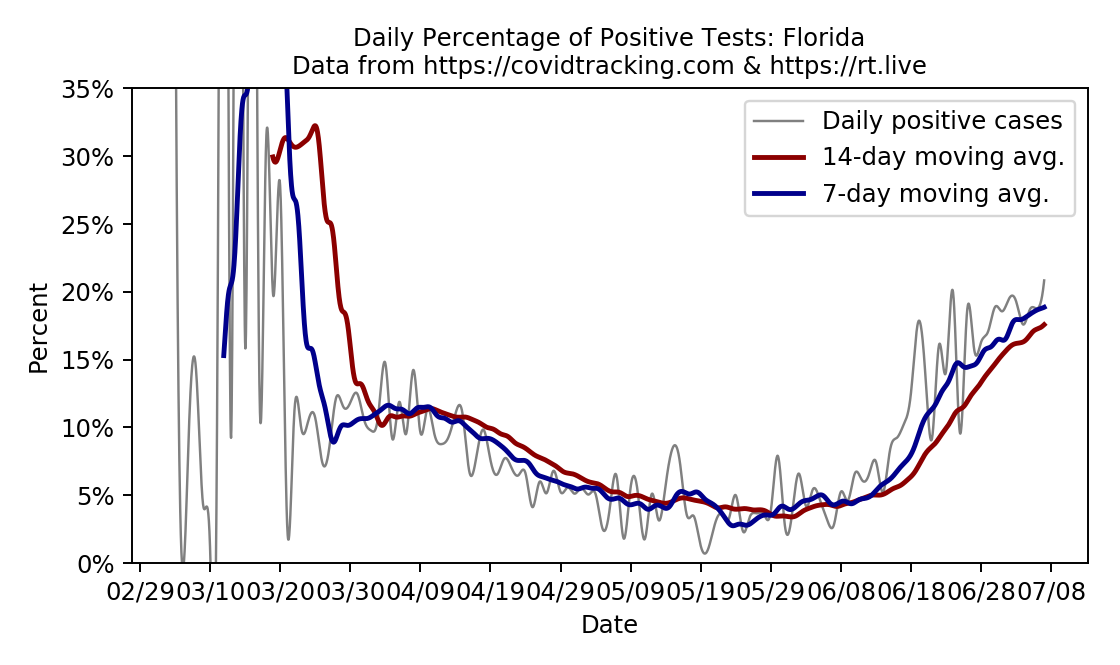 Daily Percentage of Positive Tests: Florida
Data from https://covidtracking.com & https://rt.live
35%
30%
25%
20%
15%
10%
5%
0%
Percent
Daily positive cases
14-day moving avg.
7-day moving avg.
02/29 03/10 03/20 03/30 04/09 04/19 04/29 05/09 05/19 05/29 06/08 06/18 06/28 07/08
Date